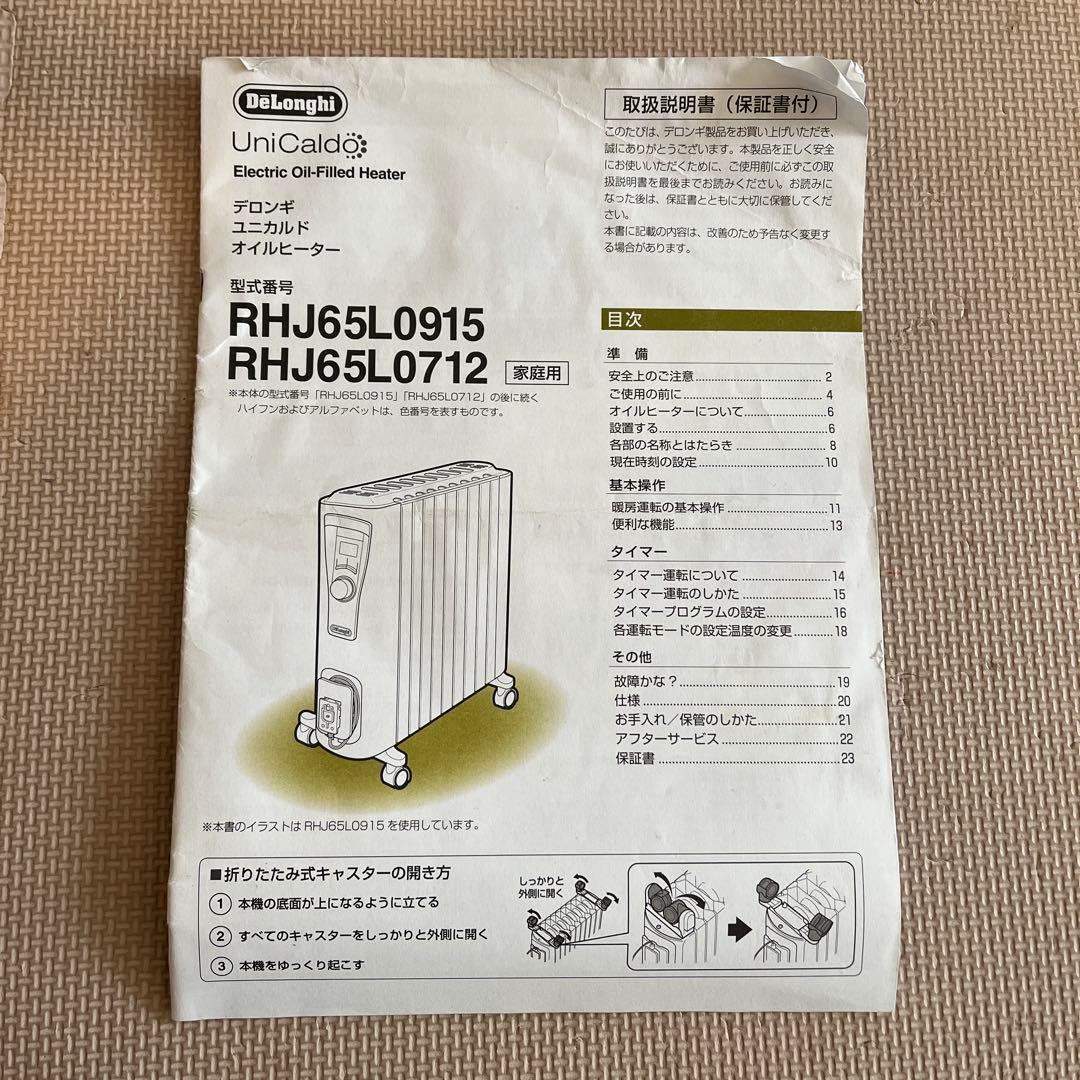 DeLonghi
UniCaldo
Electric Oil-Filled Heater
デロンギ
ユニカルド
オイルヒーター
型式番号
RHJ65L0915
RHJ65L0712 家庭用
※本体の型式番号「RHJ65L0915」「RHJ65L0712」の後に続く
ハイフンおよびアルファベットは、色番号を表すものです。
DeLonghi
※本書のイラストは RHJ65L0915 を使用しています。
取扱説明書（保証書付）
このたびは、デロンギ製品をお買い上げいただき、
誠にありがとうございます。本製品を正しく安全
にお使いいただくために、ご使用前に必ずこの取
扱説明書を最後までお読みください。お読みに
なった後は、保証書とともに大切に保管してくだ
さい。
本書に記載の内容は、改善のため予告なく変更す
る場合があります。
目次
準 備
安全上のご注意 2
ご使用の前に 4
オイルヒーターについて 6
設置する 6
各部の名称とはたらき 8
現在時刻の設定 10
基本操作
暖房運転の基本操作 11
便利な機能 13
タイマー
タイマー運転について 14
タイマー運転のしかた 15
タイマープログラムの設定 16
各運転モードの設定温度の変更 18
その他
故障かな？ 19
仕様 20
お手入れ／保管のしかた 21
アフターサービス 22
保証書 23
■折りたたみ式キャスターの開き方
① 本機の底面が上になるように立てる
② すべてのキャスターをしっかりと外側に開く
③ 本機をゆっくり起こす
しっかりと
外側に開く